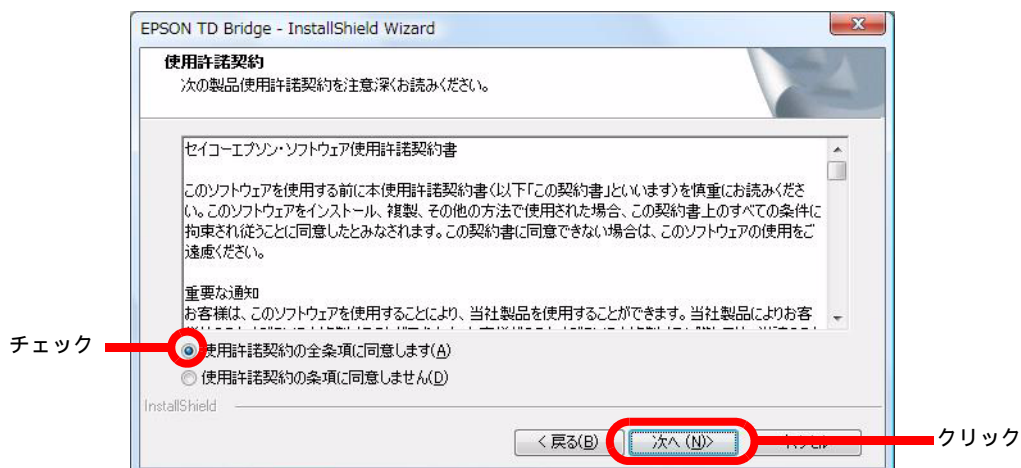 EPSON TD Bridge - InstallShield Wizard
使用許諾契約
次の製品使用許諾契約を注意深くお読みください。
セイコーエプソン・ソフトウェア使用許諾契約書
このソフトウェアを使用する前に本使用許諾契約書(以下「この契約書」といいます)を慎重にお読みくださ
い。このソフトウェアをインストール、複製、その他の方法で使用された場合、この契約書上のすべての条件に
拘束され従うことに同意したとみなされます。この契約書に同意できない場合は、このソフトウェアの使用をご
遠慮ください。
重要な通知
お客様は、このソフトウェアを使用することにより、当社製品を使用することができます。当社製品によりお客
チェック
使用許諾契約の全条項に同意します(A)
使用許諾契約の条項に同意しません(D)
InstallShield
< 戻る(B)
次へ (N)>
クリック